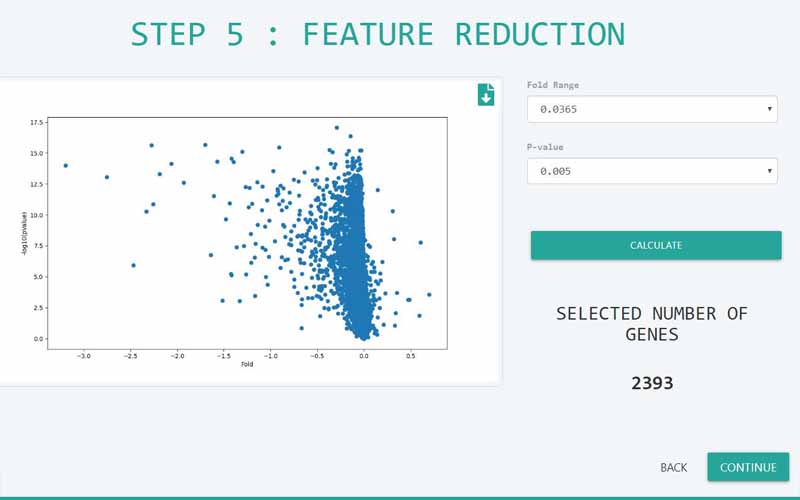 STEP 5 : FEATURE REDUCTION
Fold Range
0.0365
P-value
0.005
CALCULATE
SELECTED NUMBER OF
GENES
2393
BACK
CONTINUE
17.5
15.0
12.5
10.0
7.5
5.0
2.5
0.0
-log10(pvalue)
−3.0 −2.5 −2.0 −1.5 −1.0 −0.5 0.0 0.5
Fold